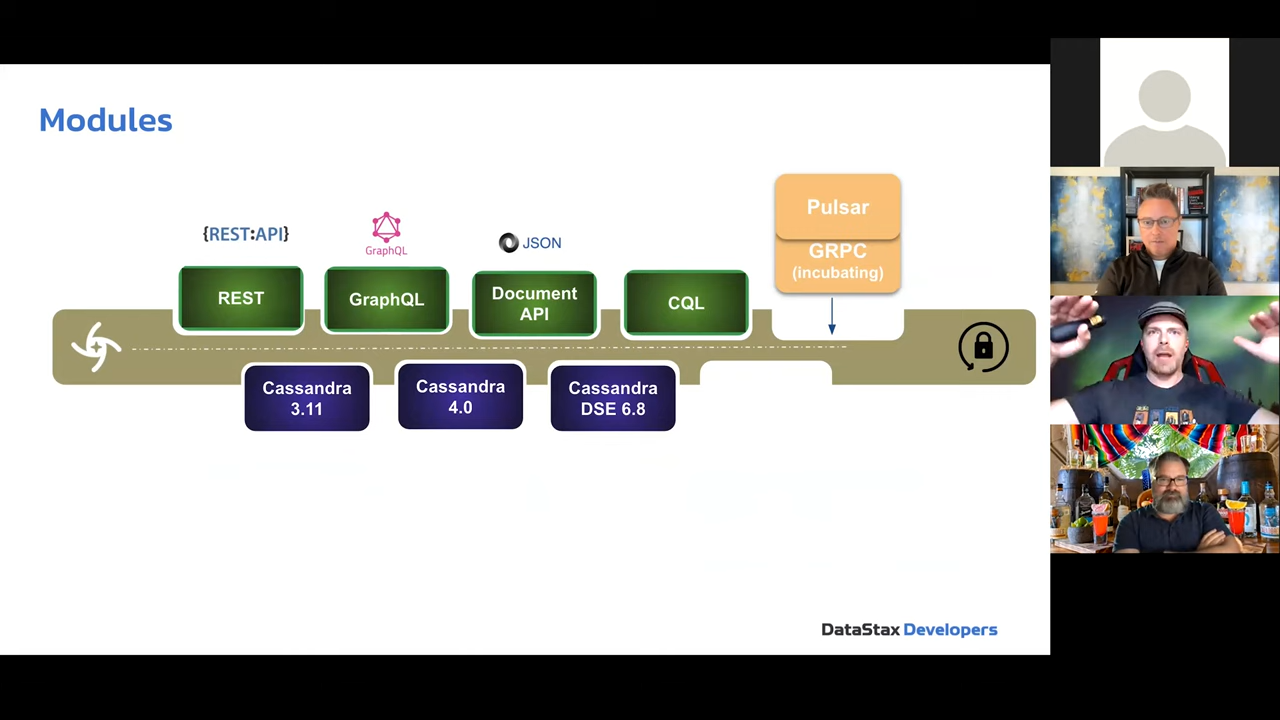 Modules
{REST:API}
GraphQL
JSON
Pulsar
GRPC
(incubating)
REST
GraphQL
Document
API
CQL
Cassandra
3.11
Cassandra
4.0
Cassandra
DSE 6.8
DataStax Developers